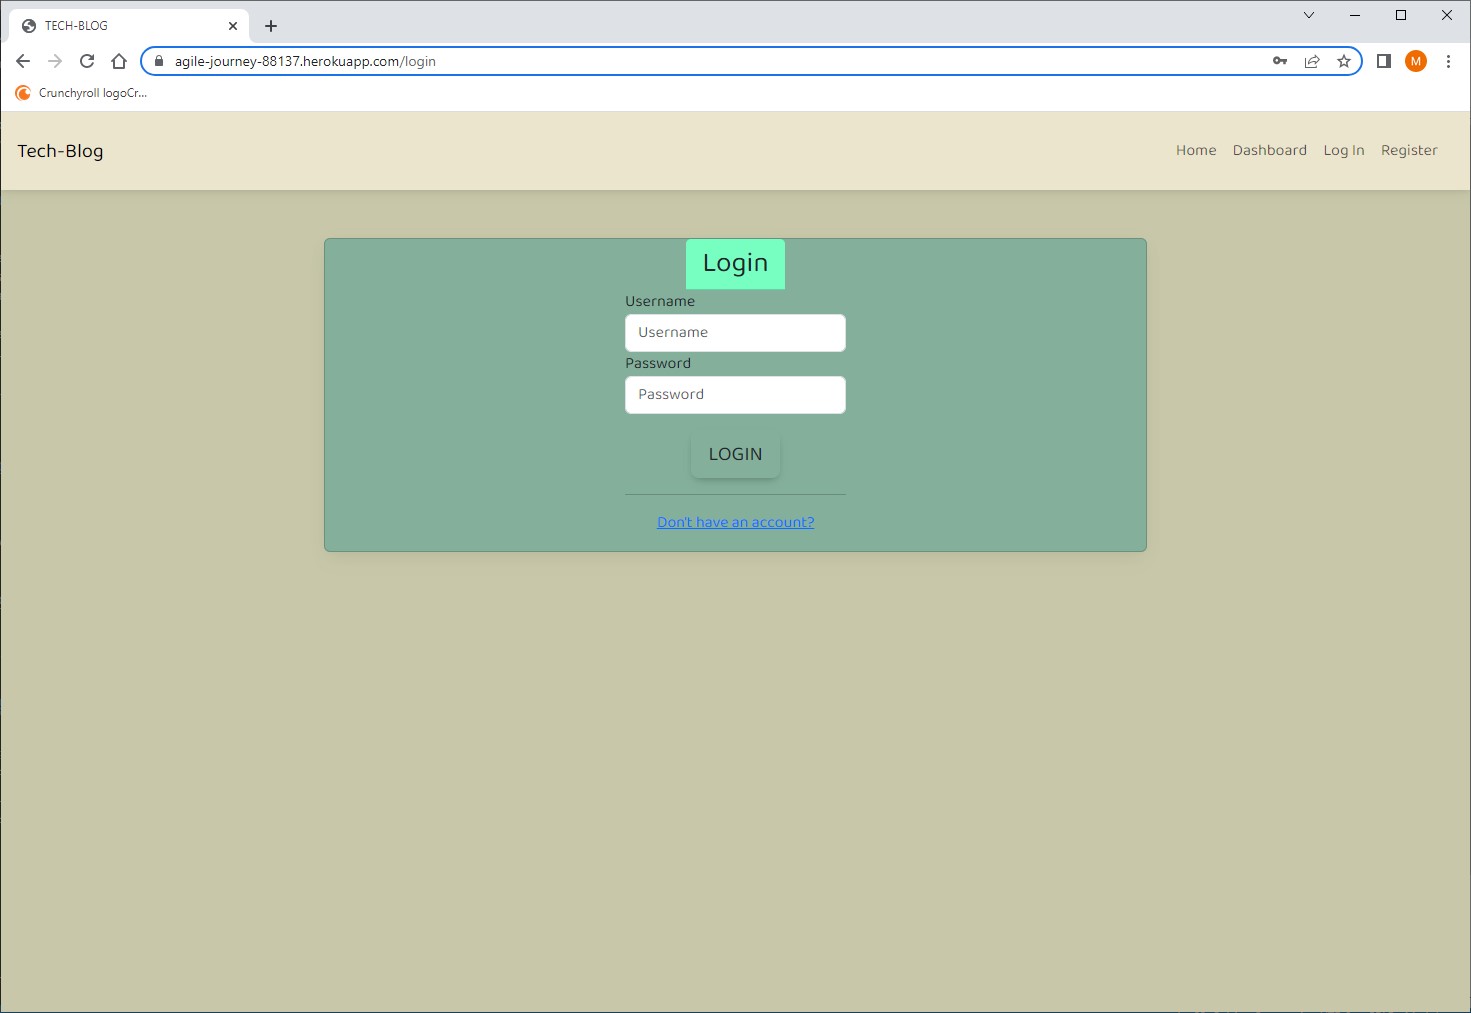 TECH-BLOG
agile-journey-88137.herokuapp.com/login
M
Crunchyroll logoCr...
Tech-Blog
Home Dashboard Log In Register
Login
Username
Username
Password
Password
LOGIN
Don't have an account?